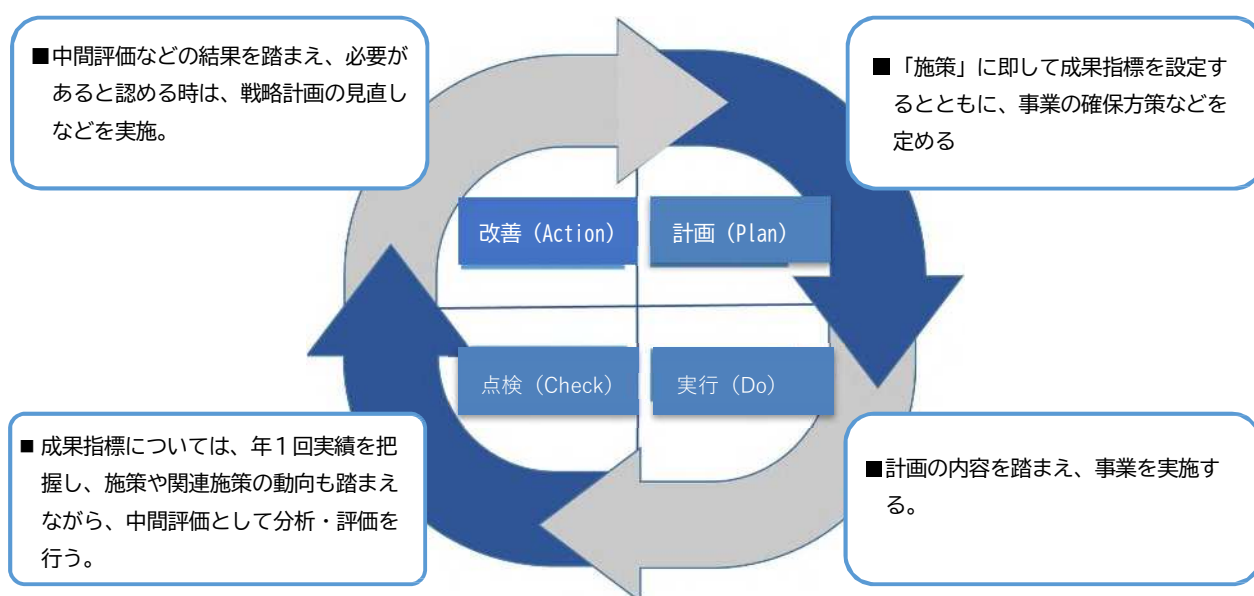 ■中間評価などの結果を踏まえ、必要が
あると認める時は、戦略計画の見直し
などを実施。
■「施策」に即して成果指標を設定す
るとともに、事業の確保方策などを
定める
改善（Action）
計画（Plan）
点検（Check）
実行（Do）
■ 成果指標については、年１回実績を把
握し、施策や関連施策の動向も踏まえ
ながら、中間評価として分析・評価を
行う。
■計画の内容を踏まえ、事業を実施す
る。